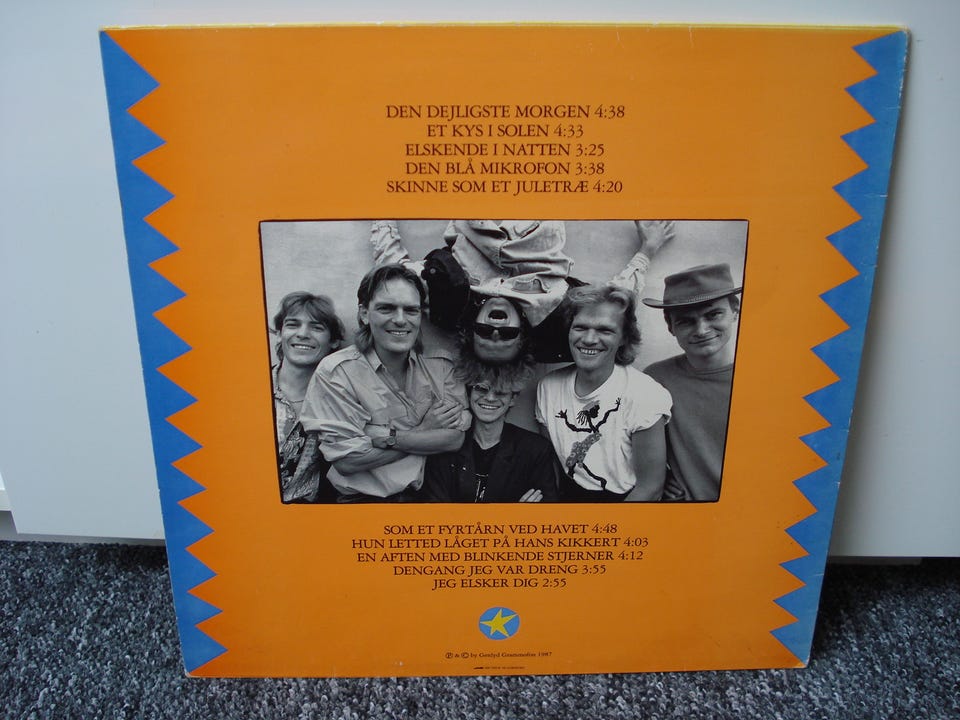 DEN DEJLIGSTE MORGEN 4:38
ET KYS I SOLEN 4:33
ELSKENDE I NATTEN 3:25
DEN BLÅ MIKROFON 3:38
SKINNE SOM ET JULETRÆ 4:20
SOM ET FYRTÅRN VED HAVET 4:48
HUN LETTED LÅGET PÅ HANS KIKKERT 4:03
EN AFTEN MED BLINKENDE STJERNER 4:12
DENGANG JEG VAR DRENG 3:55
JEG ELSKER DIG 2:55
Ⓟ & © by Genlyd Grammofon 1987